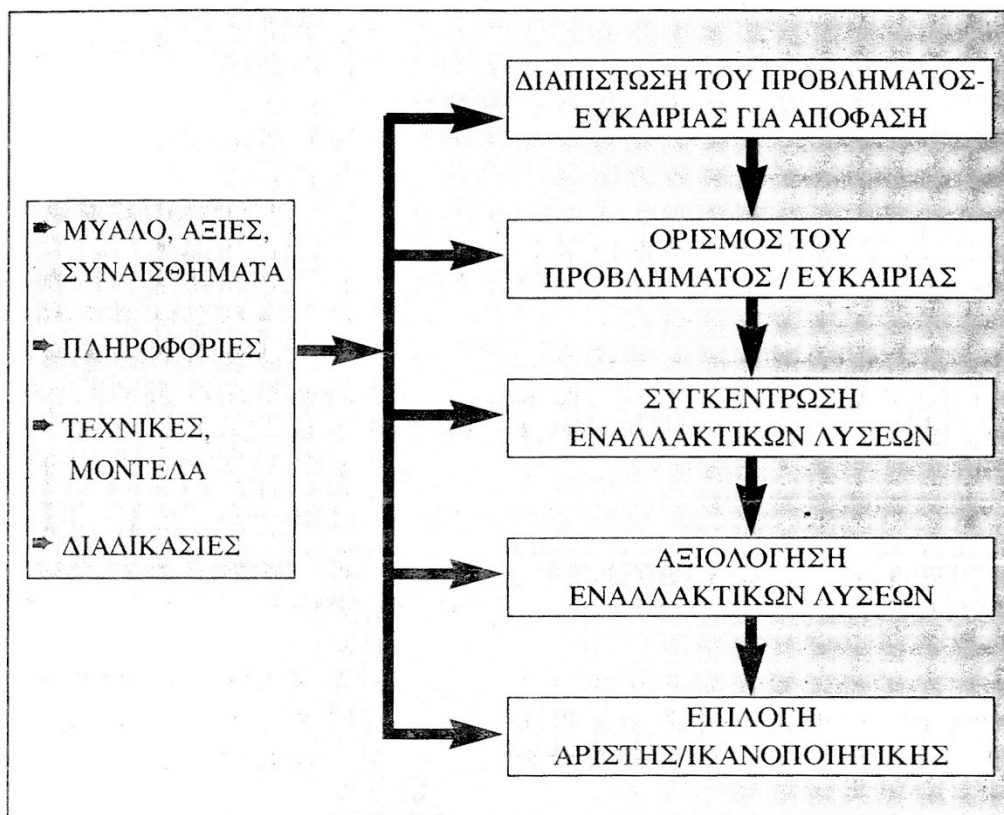 ΜΥΑΛΟ, ΑΞΙΕΣ,
ΣΥΝΑΙΣΘΗΜΑΤΑ
ΠΛΗΡΟΦΟΡΙΕΣ
ΤΕΧΝΙΚΕΣ,
ΜΟΝΤΕΛΑ
ΔΙΑΔΙΚΑΣΙΕΣ
ΔΙΑΠΙΣΤΩΣΗ ΤΟΥ ΠΡΟΒΛΗΜΑΤΟΣ-
ΕΥΚΑΙΡΙΑΣ ΓΙΑ ΑΠΟΦΑΣΗ
ΟΡΙΣΜΟΣ ΤΟΥ
ΠΡΟΒΛΗΜΑΤΟΣ / ΕΥΚΑΙΡΙΑΣ
ΣΥΓΚΕΝΤΡΩΣΗ
ΕΝΑΛΛΑΚΤΙΚΩΝ ΛΥΣΕΩΝ
ΑΞΙΟΛΟΓΗΣΗ
ΕΝΑΛΛΑΚΤΙΚΩΝ ΛΥΣΕΩΝ
ΕΠΙΛΟΓΗ
ΑΡΙΣΤΗΣ/ΙΚΑΝΟΠΟΙΗΤΙΚΗΣ